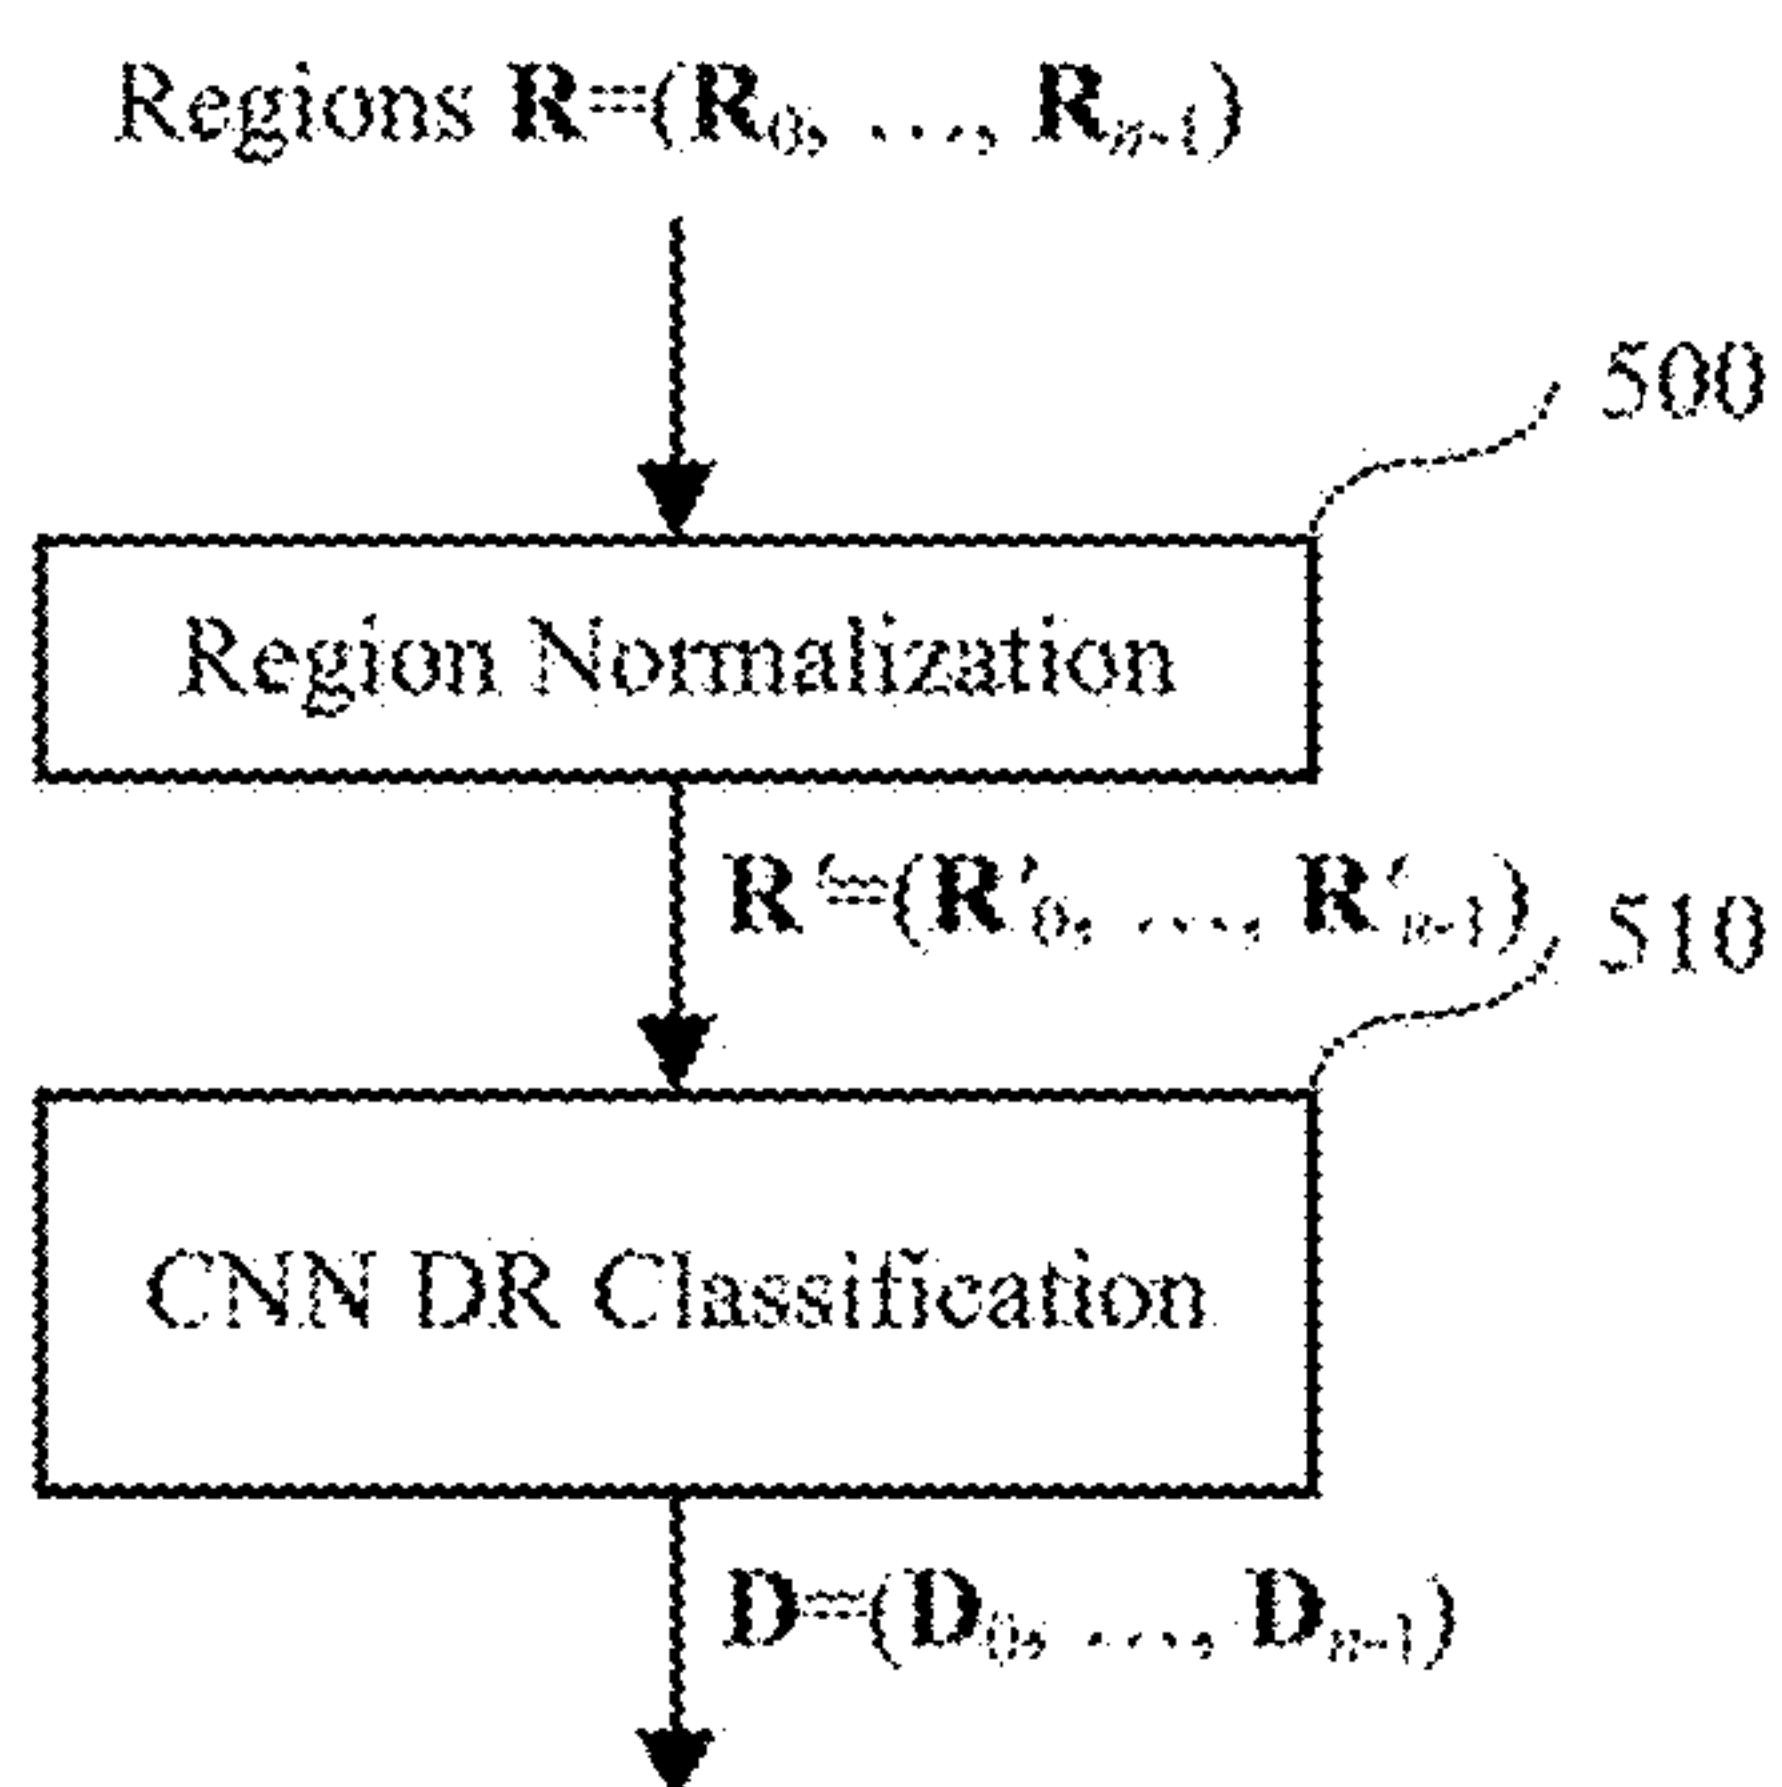 Regions R=(R₀, ..., Rₙ₋₁)
500
Region Normalization
R'=(R'₀, ..., R'ₙ₋₁)
510
CNN DR Classification
D=(D₀, ..., Dₙ₋₁)